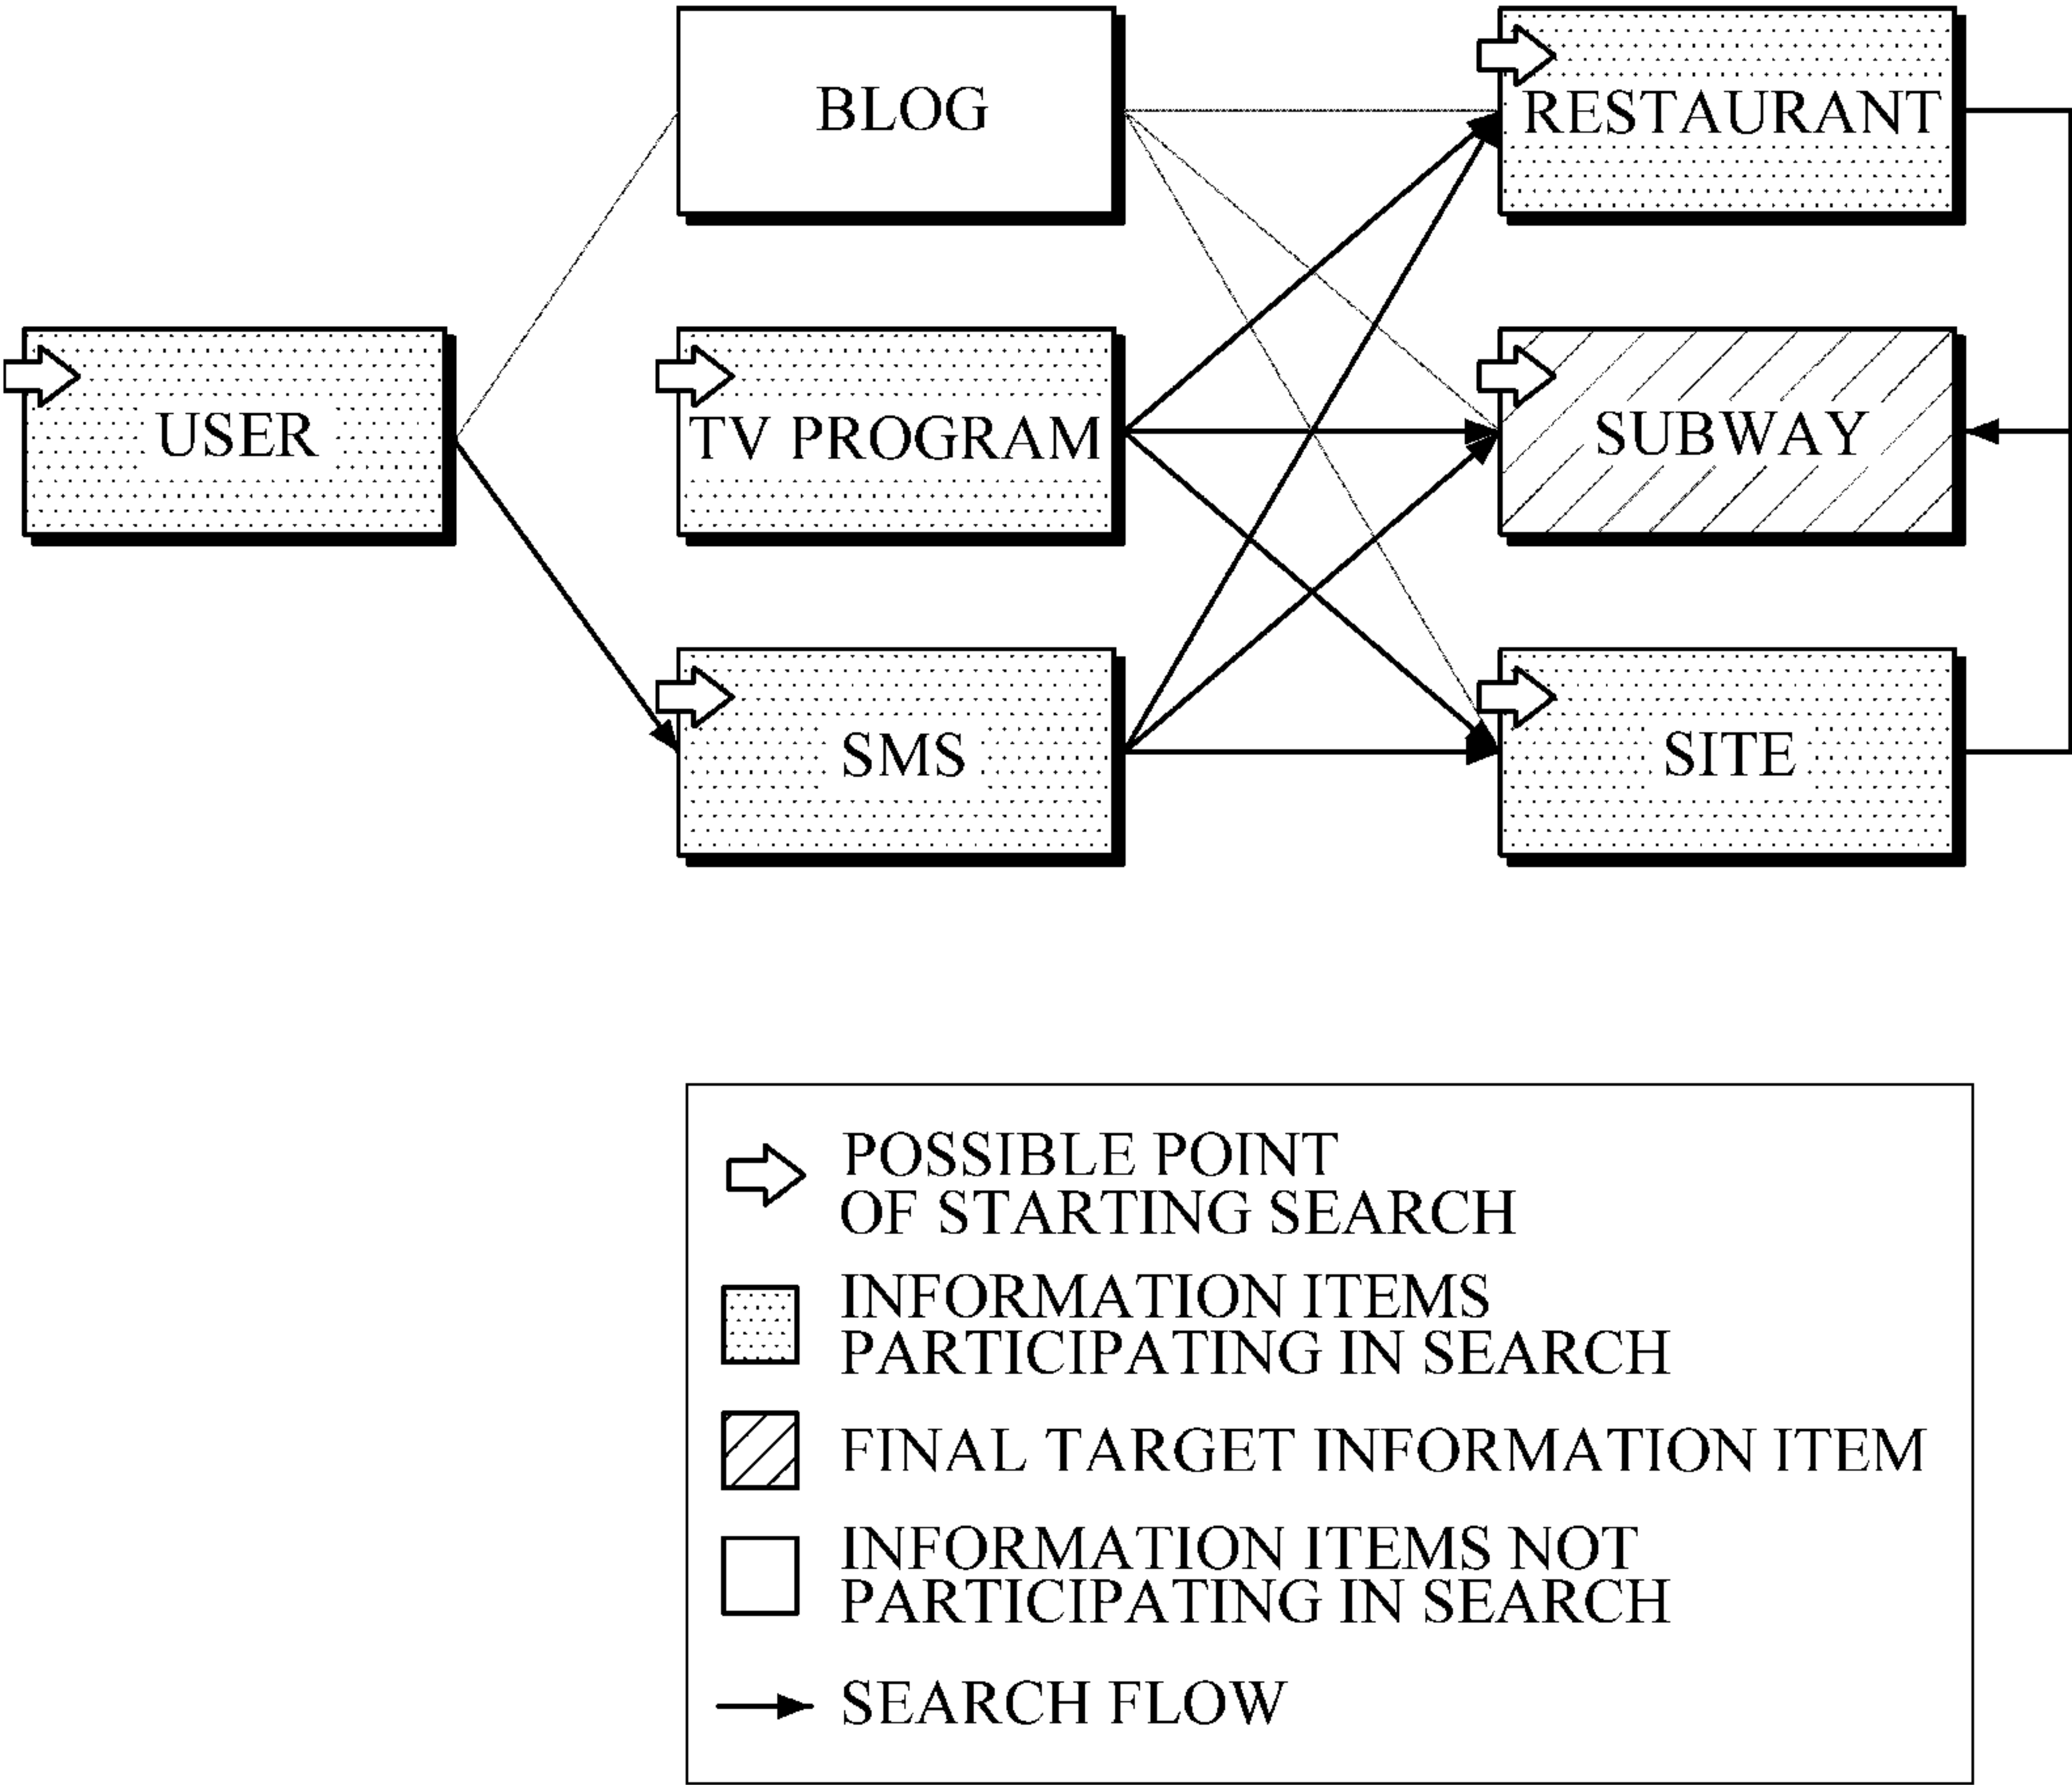 BLOG
RESTAURANT
USER
TV PROGRAM
SUBWAY
SMS
SITE
POSSIBLE POINT
OF STARTING SEARCH
INFORMATION ITEMS
PARTICIPATING IN SEARCH
FINAL TARGET INFORMATION ITEM
INFORMATION ITEMS NOT
PARTICIPATING IN SEARCH
SEARCH FLOW